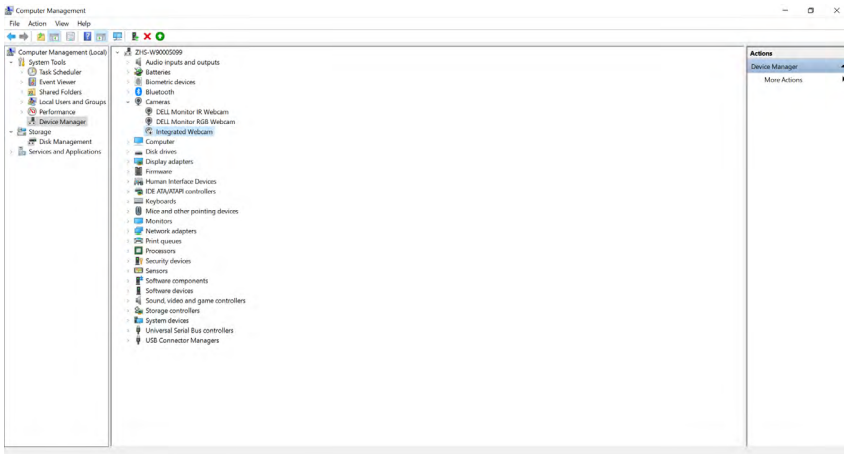 Computer Management
File Action View Help
Computer Management (Local)
System Tools
Task Scheduler
Event Viewer
Shared Folders
Local Users and Groups
Performance
Device Manager
Storage
Disk Management
Services and Applications
ZHS-W90005099
Audio inputs and outputs
Batteries
Biometric devices
Bluetooth
Cameras
DELL Monitor IR Webcam
DELL Monitor RGB Webcam
Integrated Webcam
Computer
Disk drives
Display adapters
Firmware
Human Interface Devices
IDE ATA/ATAPI controllers
Keyboards
Mice and other pointing devices
Monitors
Network adapters
Print queues
Processors
Security devices
Sensors
Software components
Software devices
Sound, video and game controllers
Storage controllers
System devices
Universal Serial Bus controllers
USB Connector Managers
Actions
Device Manager
More Actions